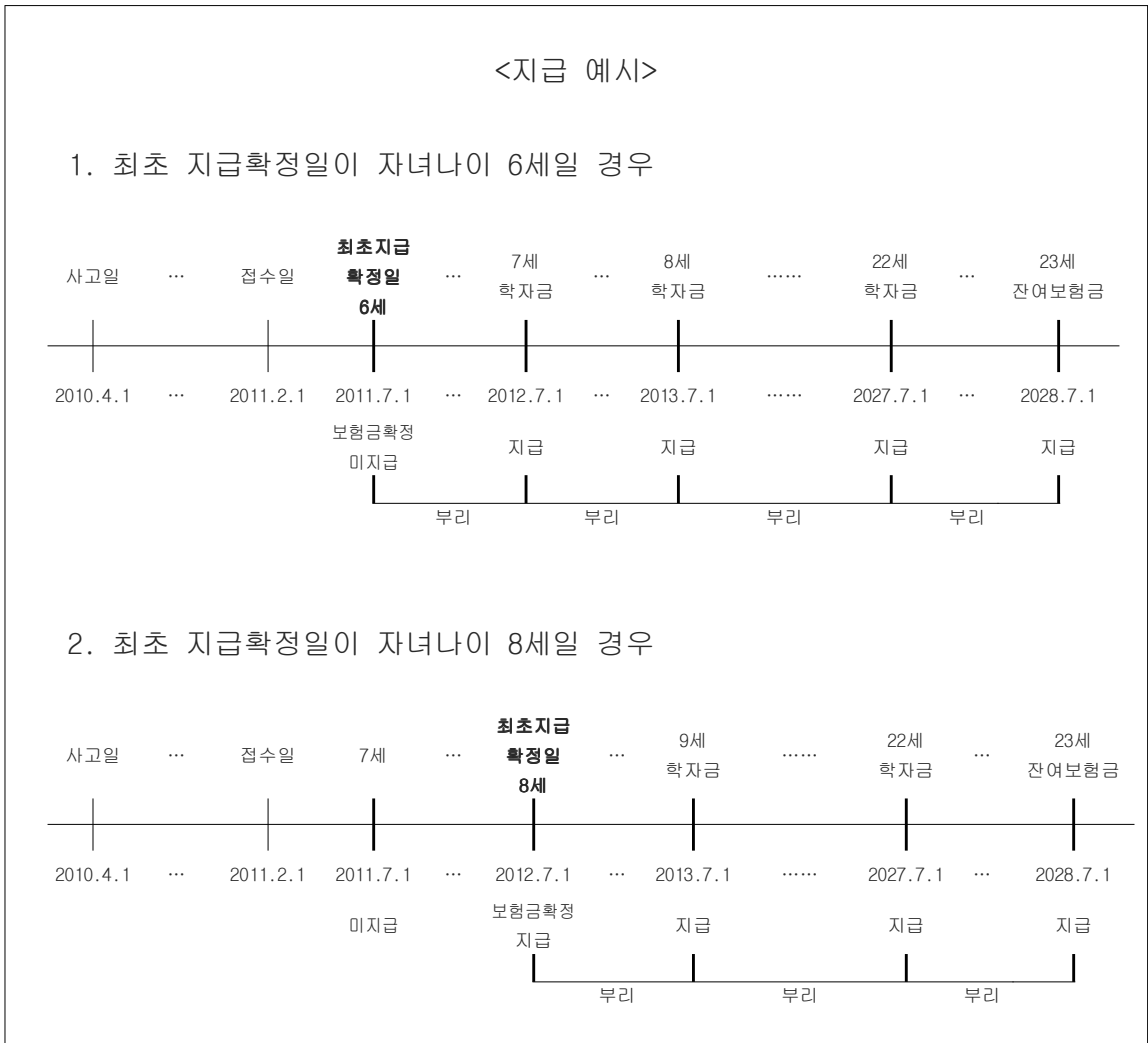 <지급 예시>
1. 최초 지급확정일이 자녀나이 6세일 경우
사고일 … 접수일 최초지급 확정일 6세 … 7세 학자금 … 8세 학자금 …… 22세 학자금 … 23세 잔여보험금
2010.4.1 … 2011.2.1 2011.7.1 … 2012.7.1 … 2013.7.1 …… 2027.7.1 … 2028.7.1
보험금확정 미지급 지급 지급 지급 지급
부리 부리 부리 부리
2. 최초 지급확정일이 자녀나이 8세일 경우
사고일 … 접수일 7세 … 최초지급 확정일 8세 … 9세 학자금 …… 22세 학자금 … 23세 잔여보험금
2010.4.1 … 2011.2.1 2011.7.1 … 2012.7.1 … 2013.7.1 …… 2027.7.1 … 2028.7.1
미지급 보험금확정 지급 지급 지급 지급
부리 부리 부리